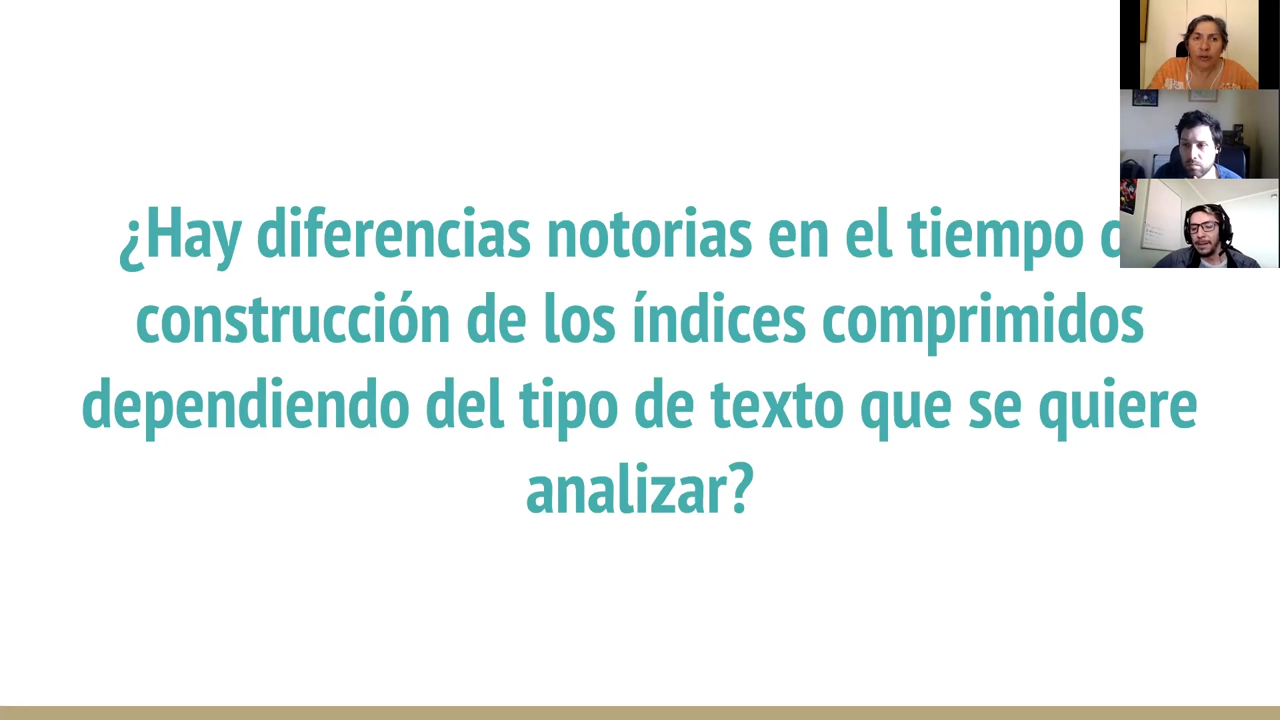 ¿Hay diferencias notorias en el tiempo
construcción de los índices comprimidos
dependiendo del tipo de texto que se quiere
analizar?